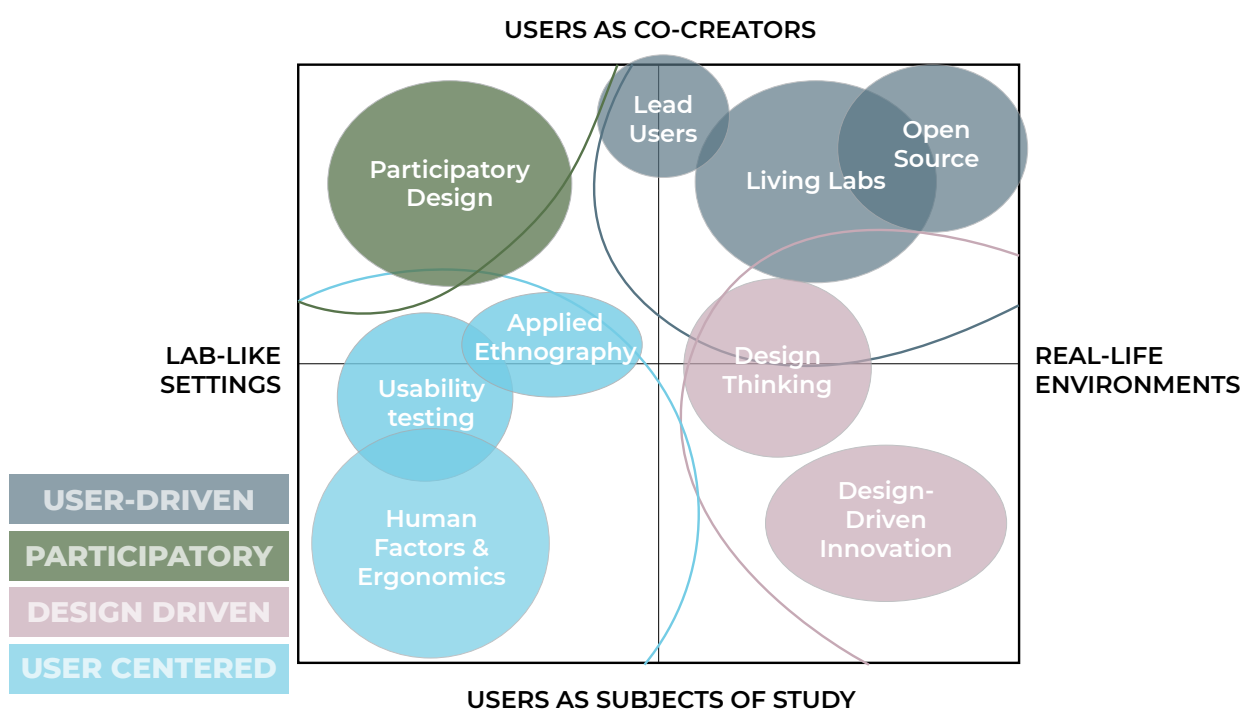 USERS AS CO-CREATORS
Lead
Users
Open
Source
Participatory
Design
Living Labs
Applied
Ethnography
LAB-LIKE
SETTINGS
Design
Thinking
REAL-LIFE
ENVIRONMENTS
Usability
testing
Design-
Driven
Innovation
Human
Factors &
Ergonomics
USER-DRIVEN
PARTICIPATORY
DESIGN DRIVEN
USER CENTERED
USERS AS SUBJECTS OF STUDY